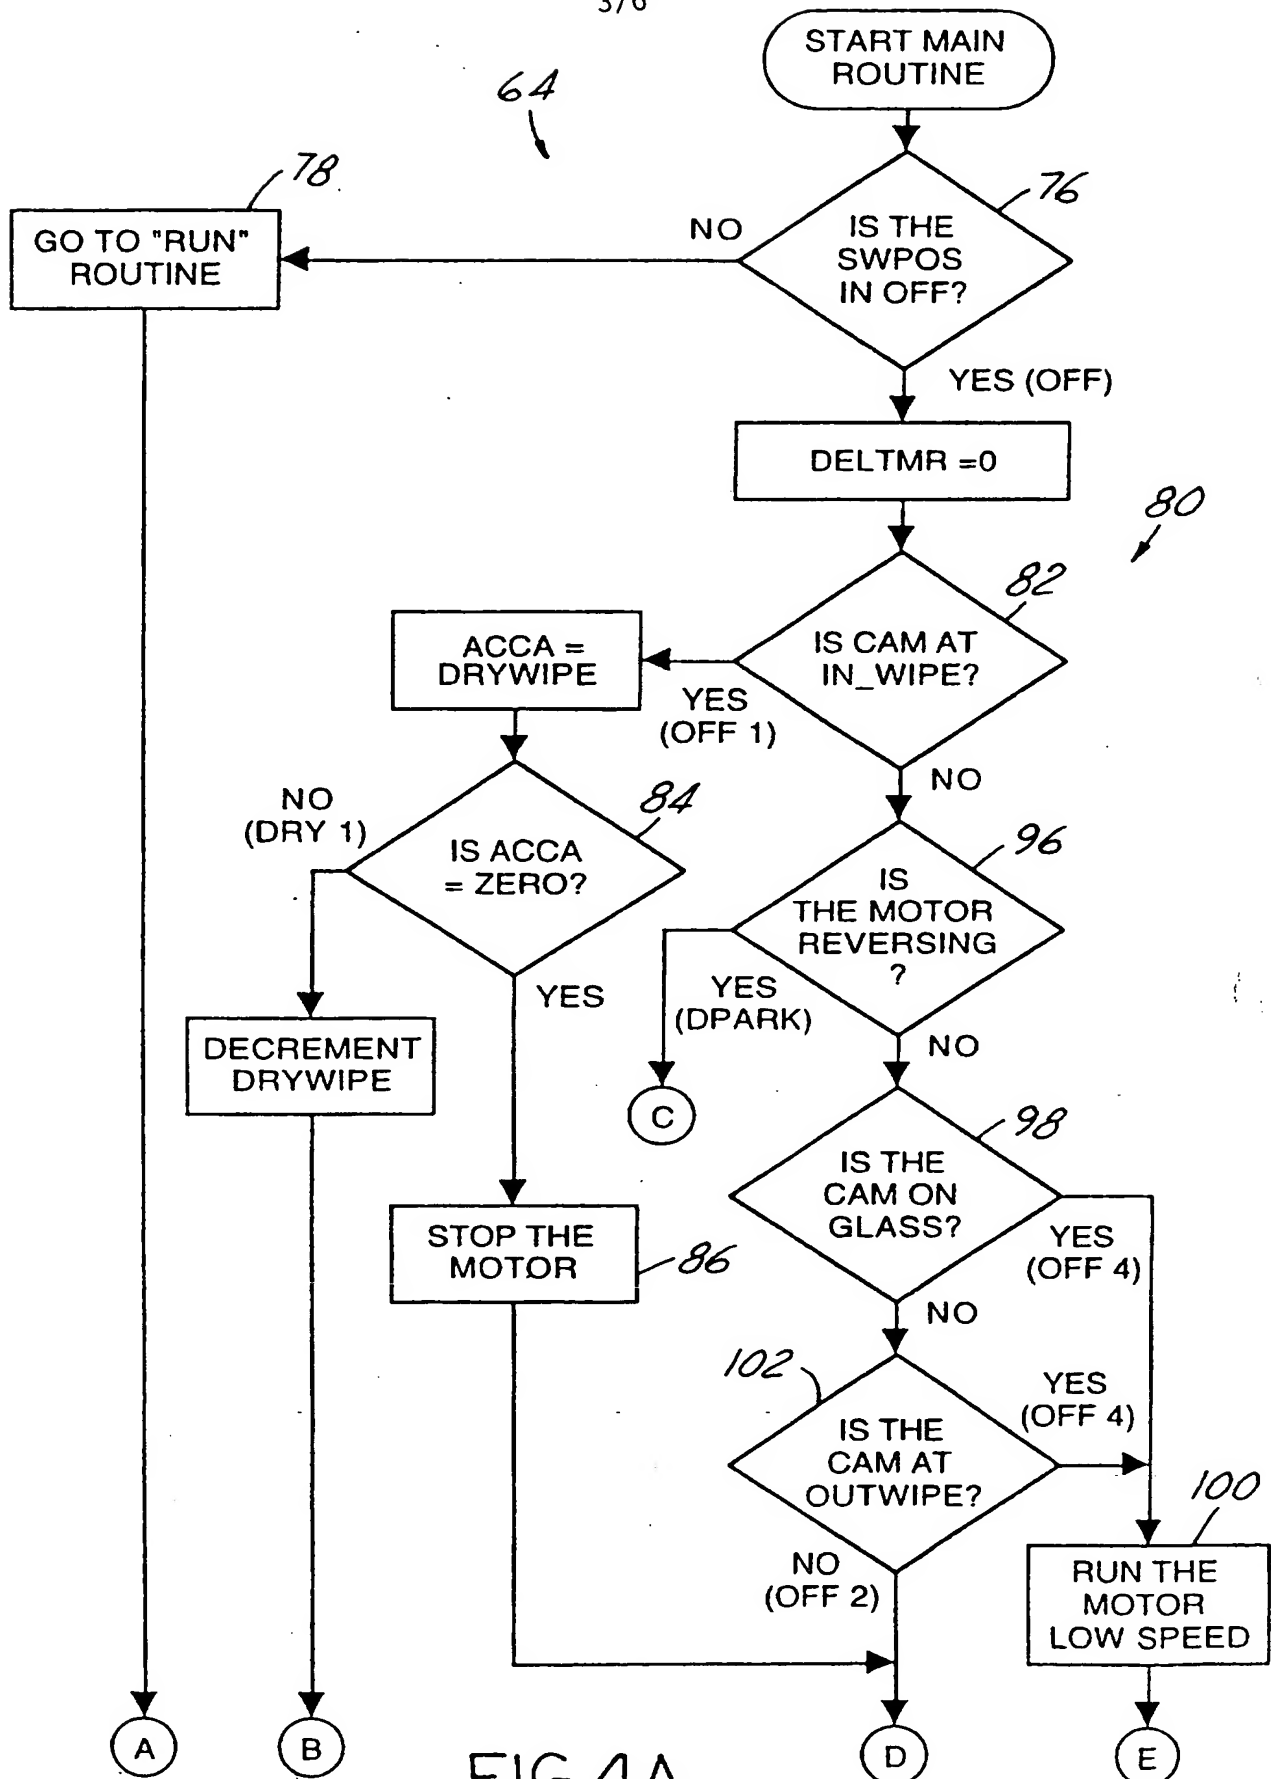 3/6
START MAIN
ROUTINE
64
78
76
GO TO "RUN"
ROUTINE
NO
IS THE
SWPOS
IN OFF?
YES (OFF)
DELTMR =0
80
82
ACCA =
DRYWIPE
IS CAM AT
IN_WIPE?
YES
(OFF 1)
NO
NO
(DRY 1)
84
IS ACCA
= ZERO?
96
IS
THE MOTOR
REVERSING
?
YES
YES
(DPARK)
NO
DECREMENT
DRYWIPE
C
98
IS THE
CAM ON
GLASS?
YES
(OFF 4)
STOP THE
MOTOR
86
NO
102
YES
(OFF 4)
IS THE
CAM AT
OUTWIPE?
100
NO
(OFF 2)
RUN THE
MOTOR
LOW SPEED
A
B
D
E
FIG.4A